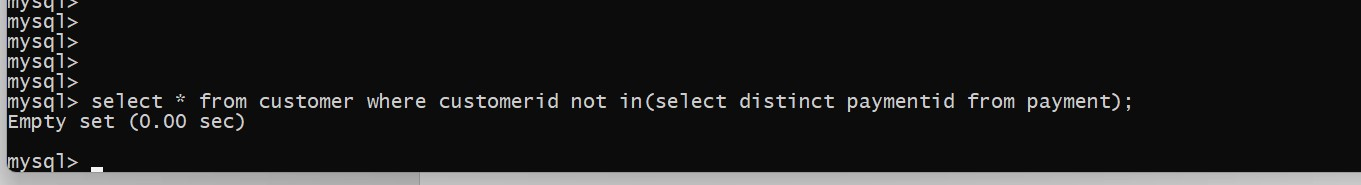 mysql>
mysql>
mysql>
mysql>
mysql>
mysql> select * from customer where customerid not in(select distinct paymentid from payment);
Empty set (0.00 sec)
mysql>